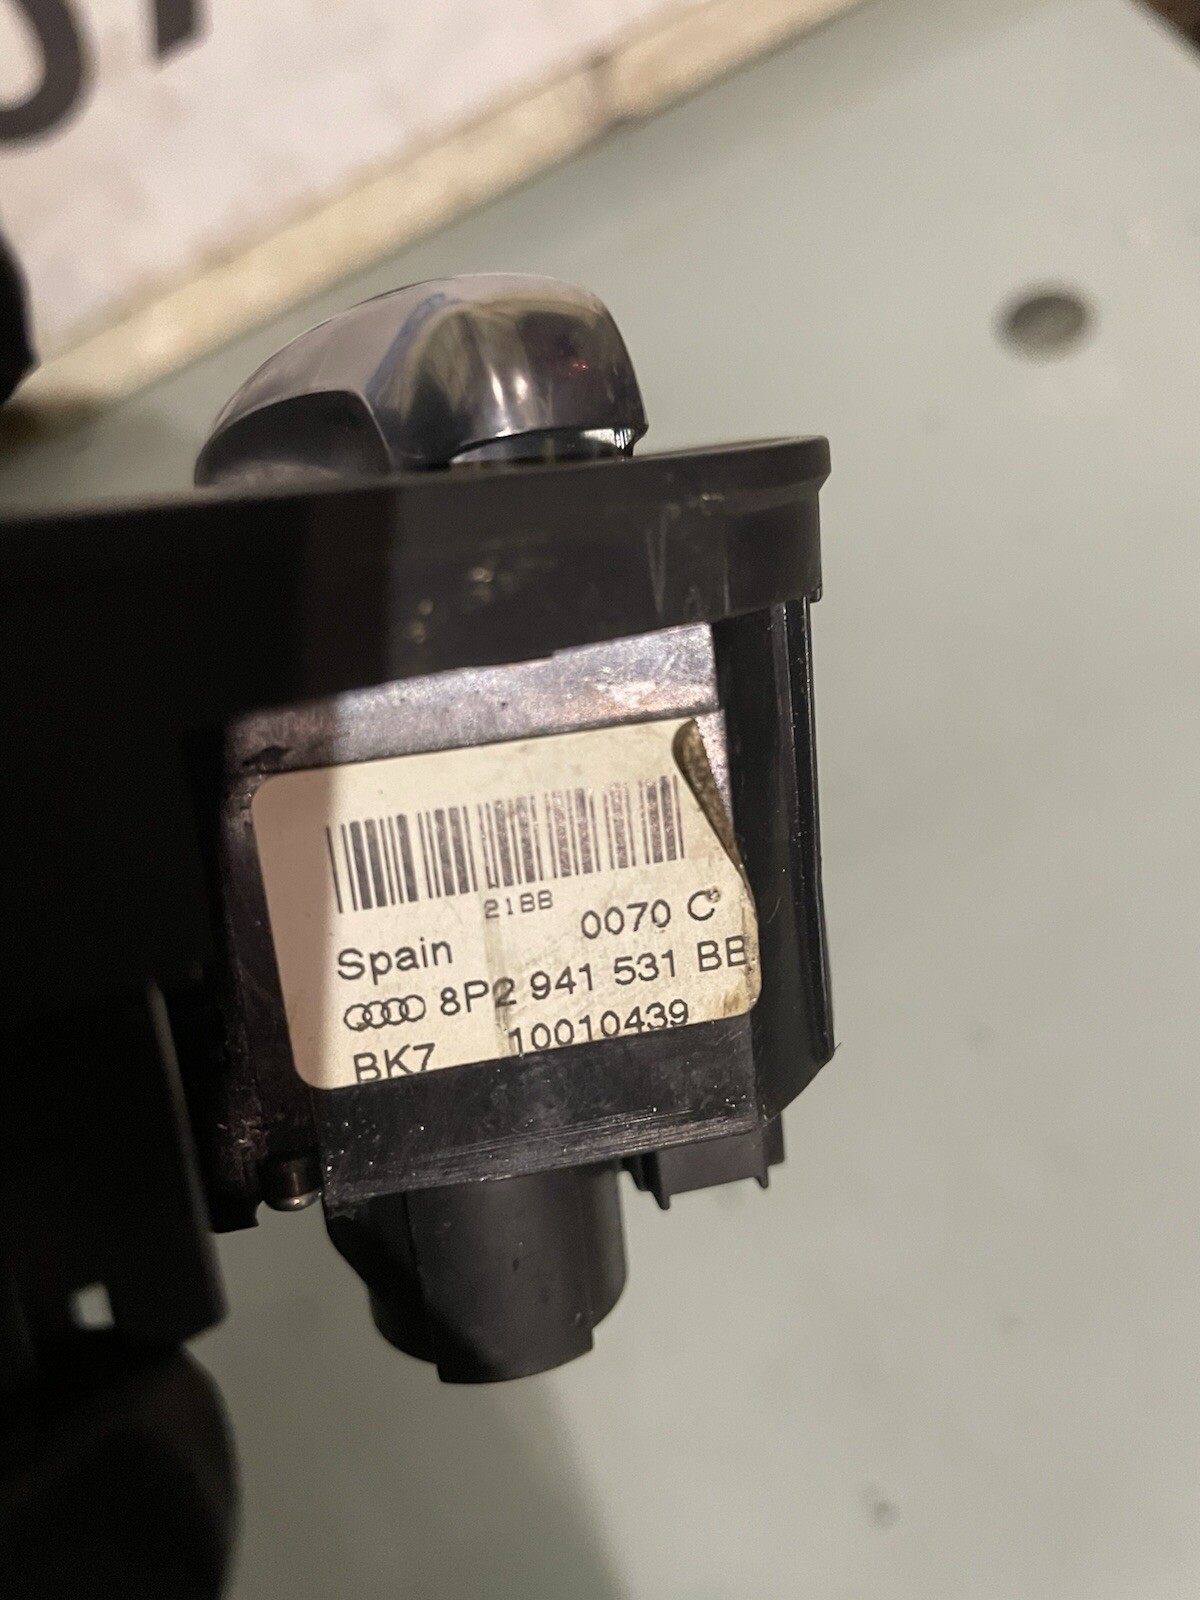 21BB
0070 C
Spain
8P2 941 531 BB
BK7 10010439